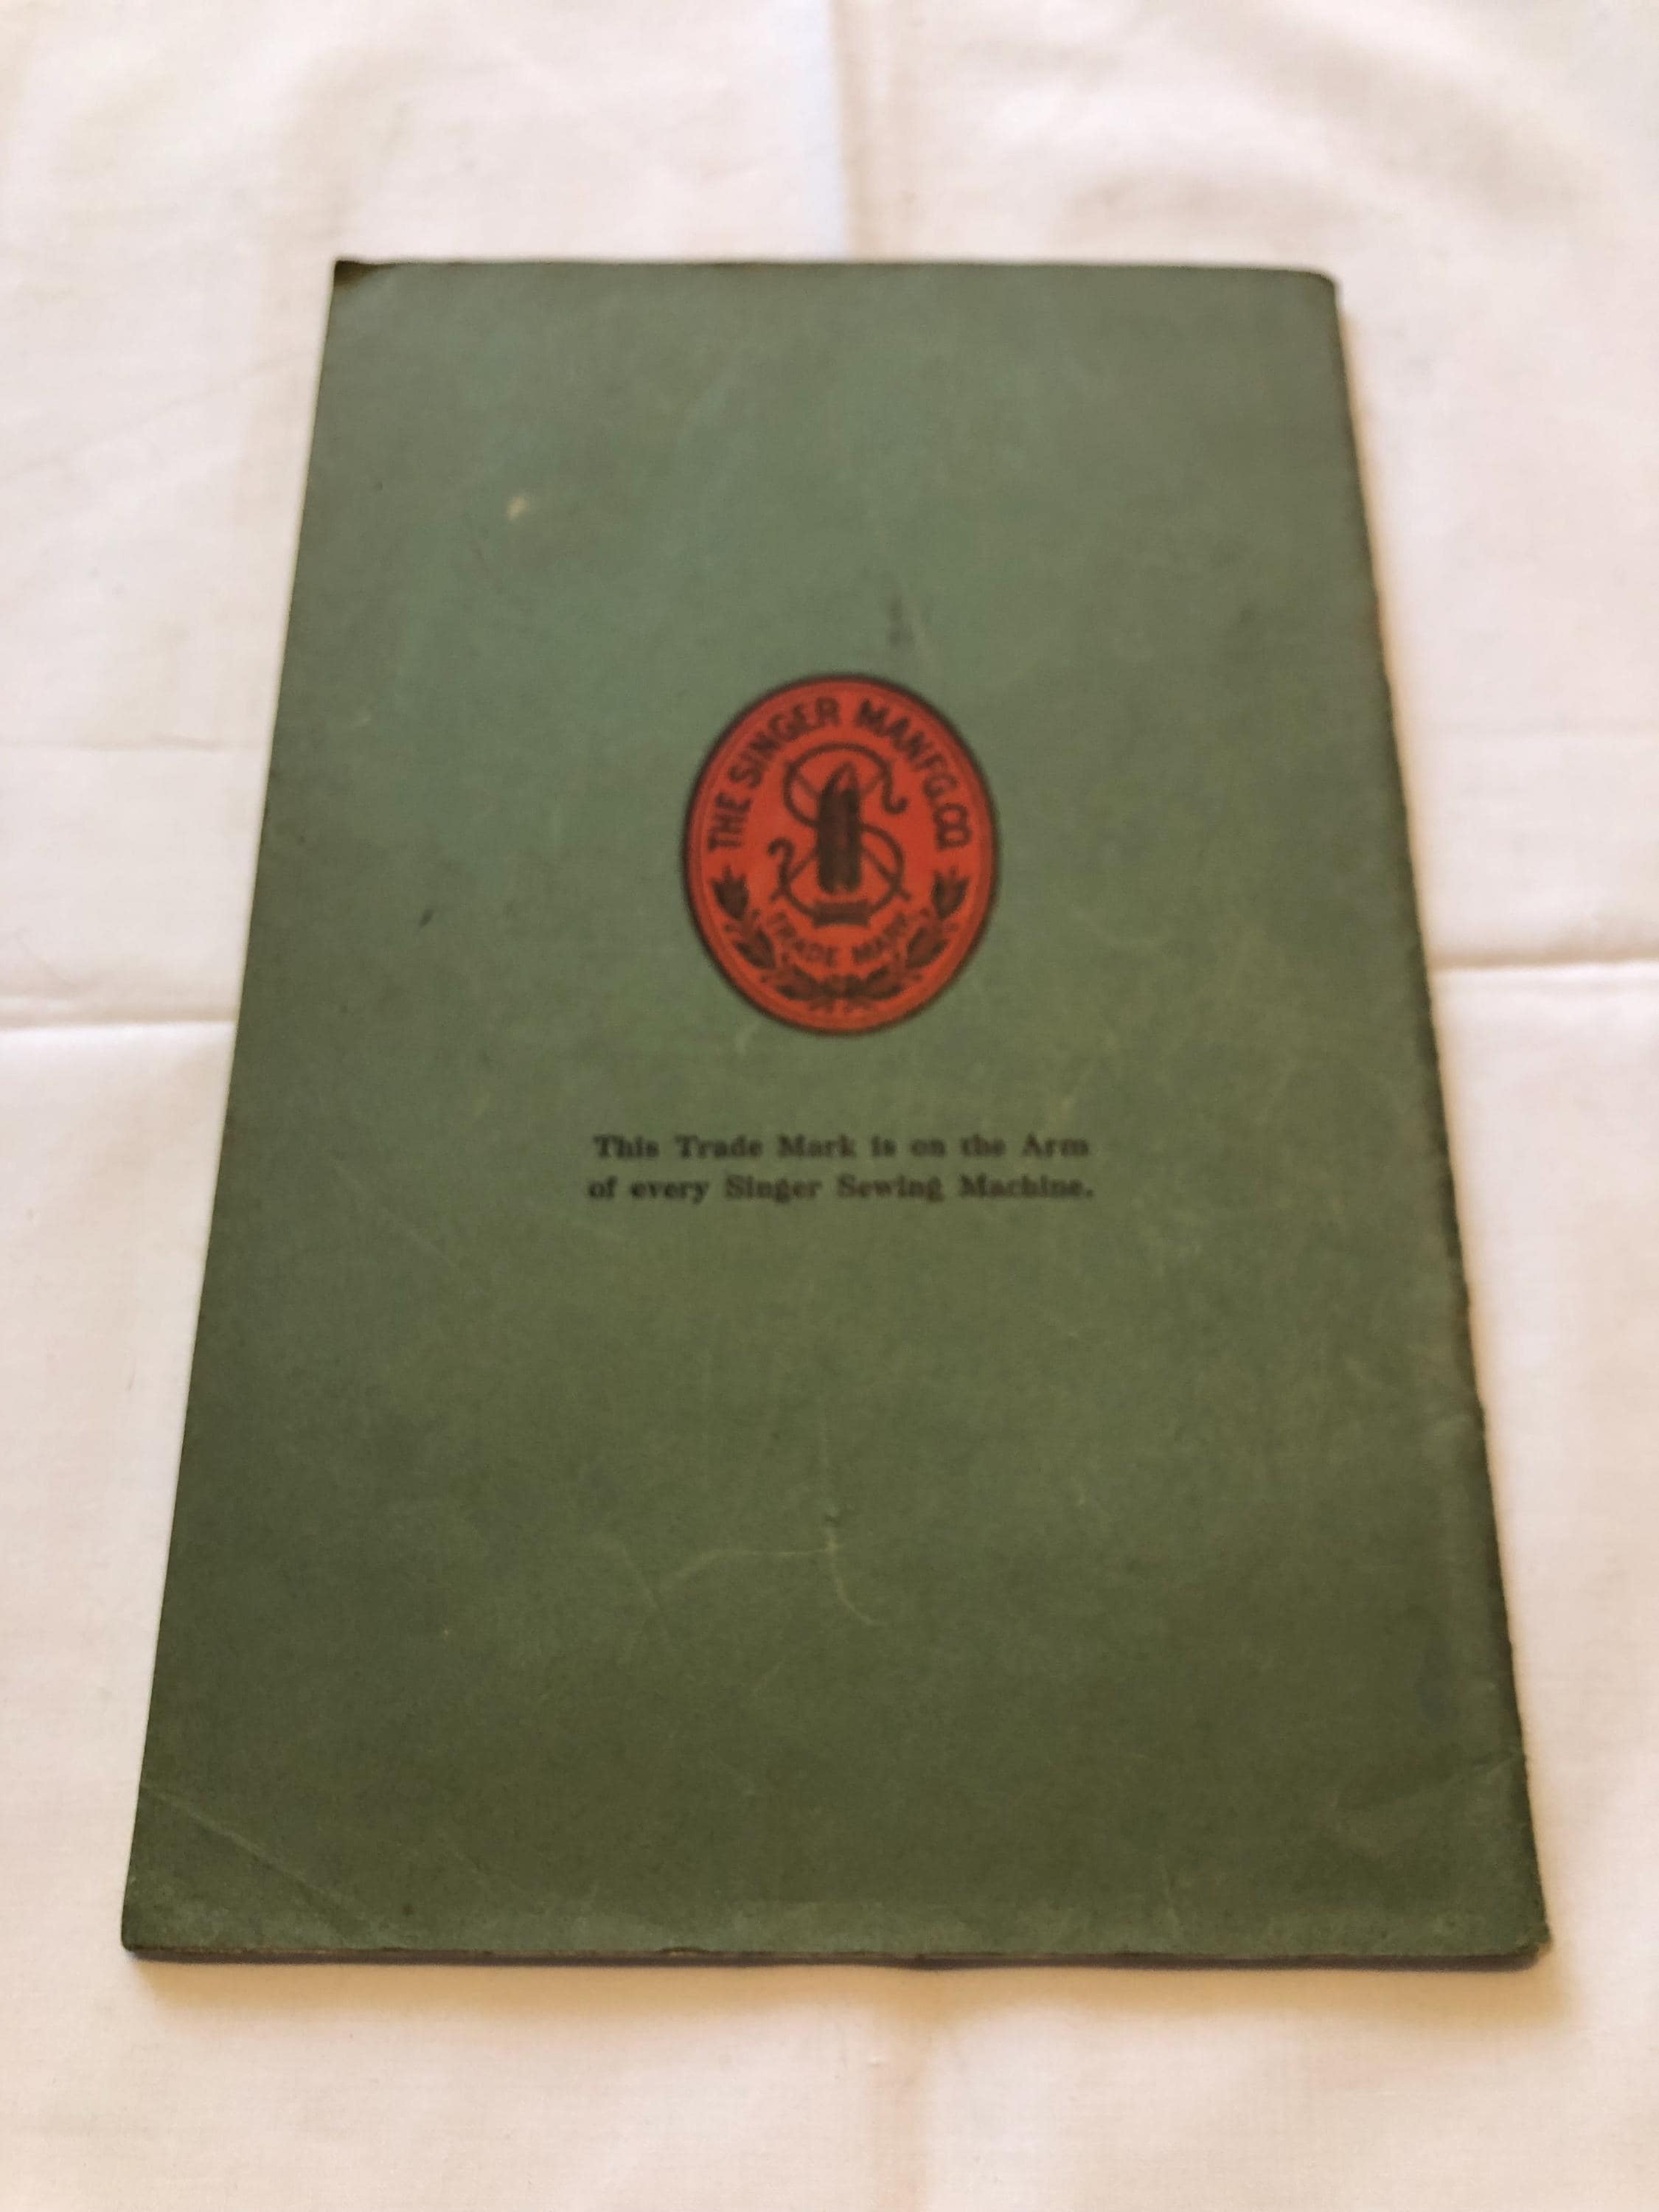 THE SINGER MANFG. CO
TRADE MARK
This Trade Mark is on the Arm
of every Singer Sewing Machine.